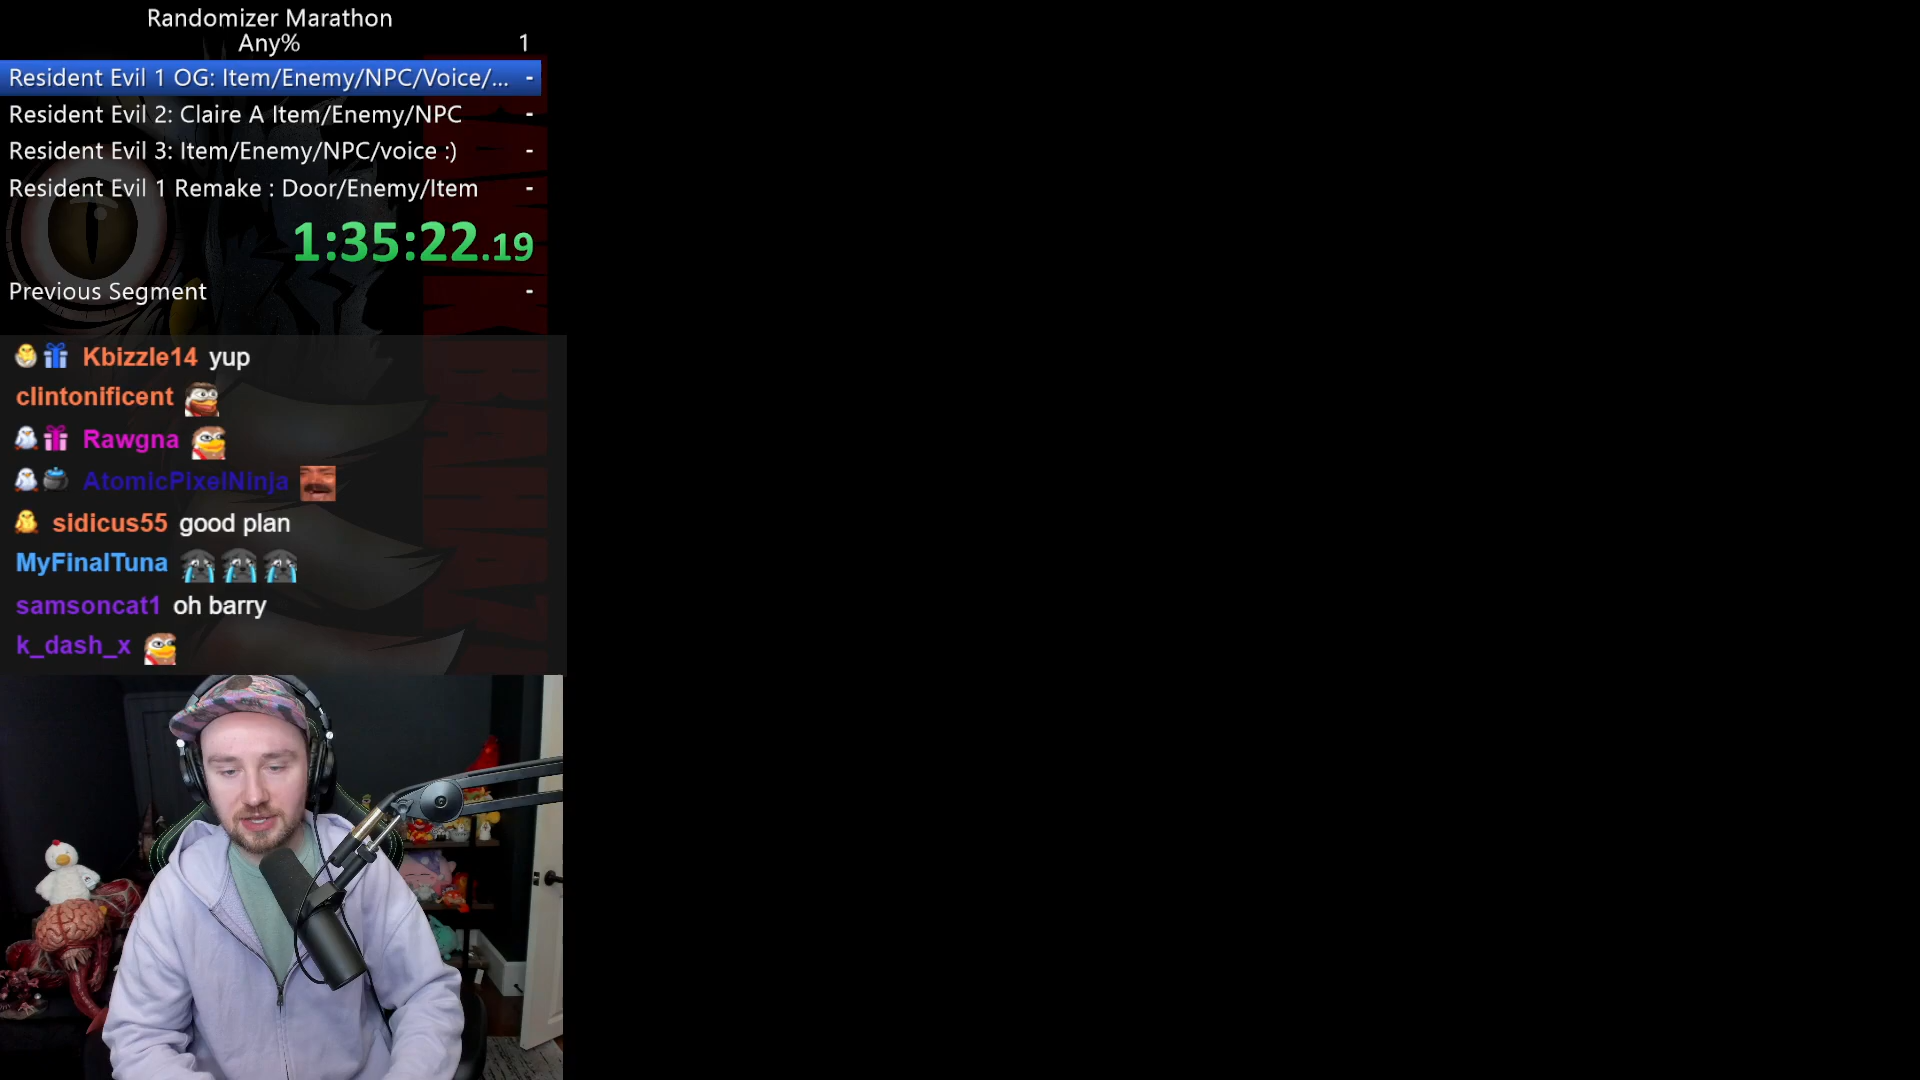 Randomizer Marathon
Any% 1
Resident Evil 1 OG: Item/Enemy/NPC/Voice/... -
Resident Evil 2: Claire A Item/Enemy/NPC -
Resident Evil 3: Item/Enemy/NPC/voice :) -
Resident Evil 1 Remake : Door/Enemy/Item -
1:35:22.19
Previous Segment -
Kbizzle14 yup
clintonificent
Rawgna
AtomicPixelNinja
sidicus55 good plan
MyFinalTuna
samsoncat1 oh barry
k_dash_x